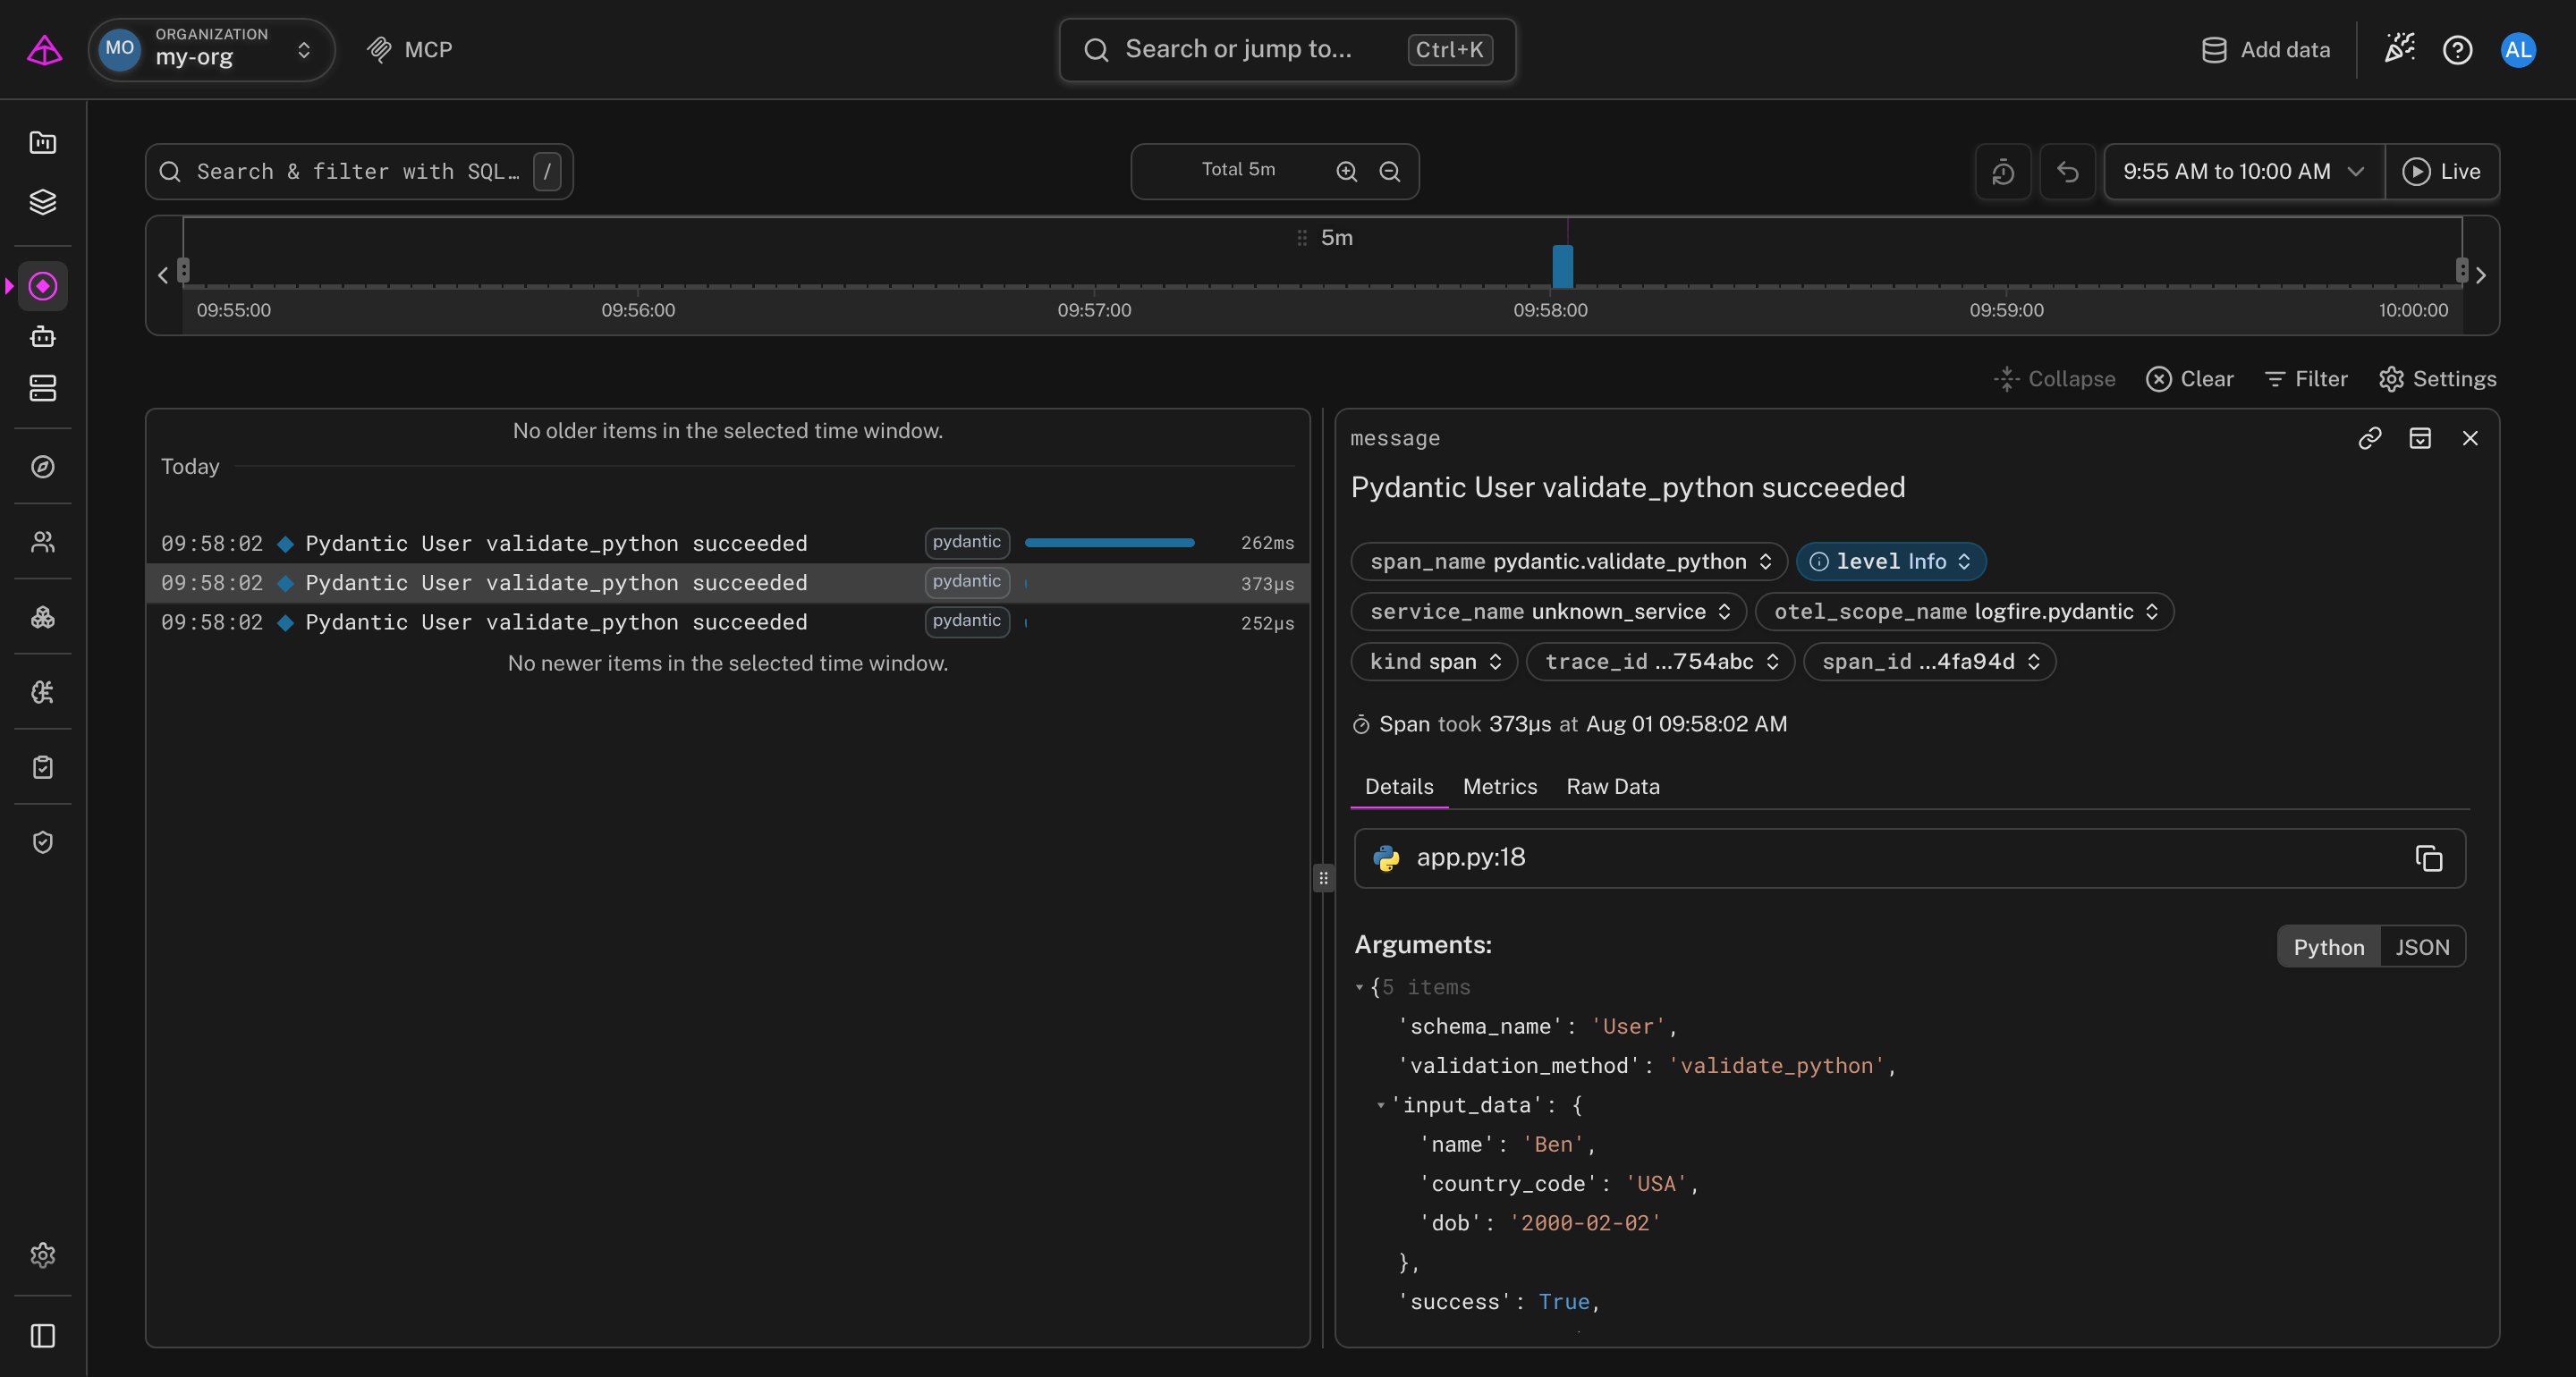 MO
ORGANIZATION
my-org
MCP
Search or jump to...
Ctrl+K
Add data
AL
Search & filter with SQL…
/
Total 5m
9:55 AM to 10:00 AM
Live
5m
09:55:00
09:56:00
09:57:00
09:58:00
09:59:00
10:00:00
Collapse
Clear
Filter
Settings
No older items in the selected time window.
Today
09:58:02 Pydantic User validate_python succeeded pydantic 262ms
09:58:02 Pydantic User validate_python succeeded pydantic 373µs
09:58:02 Pydantic User validate_python succeeded pydantic 252µs
No newer items in the selected time window.
message
Pydantic User validate_python succeeded
span_name pydantic.validate_python
level Info
service_name unknown_service
otel_scope_name logfire.pydantic
kind span
trace_id ...754abc
span_id ...4fa94d
Span took 373µs at Aug 01 09:58:02 AM
Details
Metrics
Raw Data
app.py:18
Arguments:
Python
JSON
{5 items
'schema_name': 'User',
'validation_method': 'validate_python',
'input_data': {
'name': 'Ben',
'country_code': 'USA',
'dob': '2000-02-02'
},
'success': True,